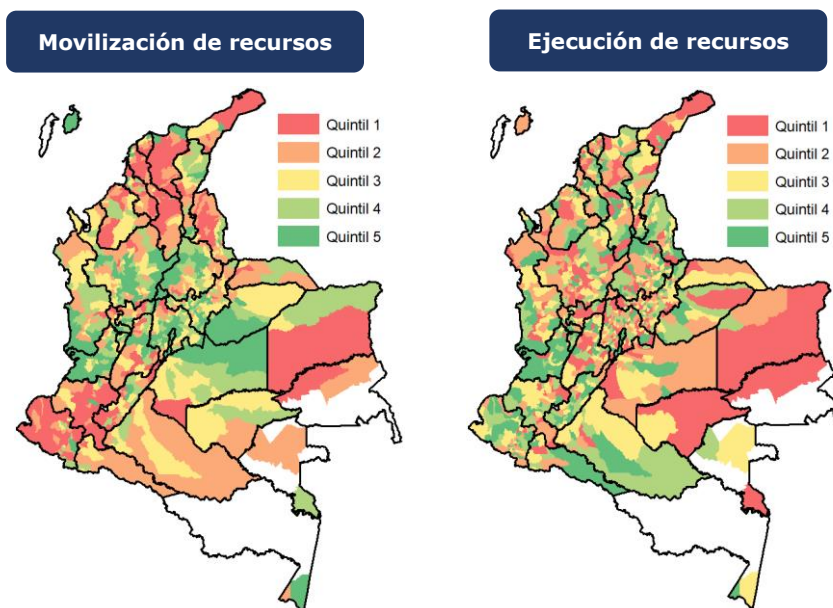 Movilización de recursos
Quintil 1
Quintil 2
Quintil 3
Quintil 4
Quintil 5
Ejecución de recursos
Quintil 1
Quintil 2
Quintil 3
Quintil 4
Quintil 5